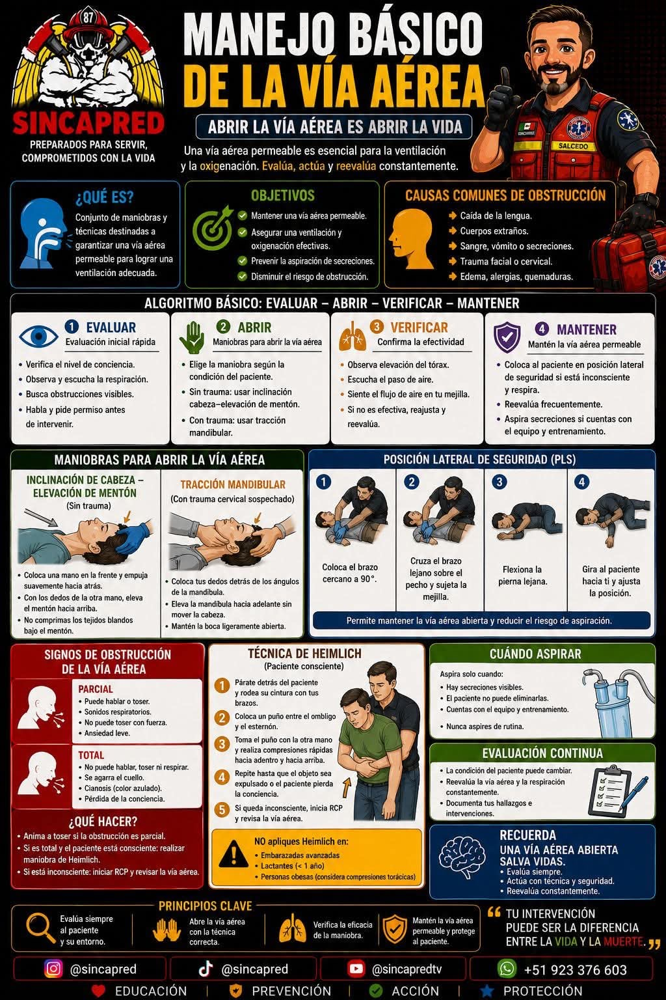 87
SINCAPRED
PREPARADOS PARA SERVIR,
COMPROMETIDOS CON LA VIDA
MANEJO BÁSICO
DE LA VÍA AÉREA
ABRIR LA VÍA AÉREA ES ABRIR LA VIDA
Una vía aérea permeable es esencial para la ventilación
y la oxigenación. Evalúa, actúa y reevalúa constantemente.
SALCEDO
¿QUÉ ES?
Conjunto de maniobras y
técnicas destinadas a
garantizar una vía aérea
permeable para lograr una
ventilación adecuada.
OBJETIVOS
Mantener una vía aérea permeable.
Asegurar una ventilación y
oxigenación efectivas.
Prevenir la aspiración de secreciones.
Disminuir el riesgo de obstrucción.
CAUSAS COMUNES DE OBSTRUCCIÓN
Caída de la lengua.
Cuerpos extraños.
Sangre, vómito o secreciones.
Trauma facial o cervical.
Edema, alergias, quemaduras.
ALGORITMO BÁSICO: EVALUAR – ABRIR – VERIFICAR – MANTENER
1 EVALUAR
Evaluación inicial rápida
• Verifica el nivel de conciencia.
• Observa y escucha la respiración.
• Busca obstrucciones visibles.
• Habla y pide permiso antes
de intervenir.
2 ABRIR
Maniobras para abrir la vía aérea
• Elige la maniobra según la
condición del paciente.
• Sin trauma: usar inclinación
cabeza–elevación de mentón.
• Con trauma: usar tracción
mandibular.
3 VERIFICAR
Confirma la efectividad
• Observa elevación del tórax.
• Escucha el paso de aire.
• Siente el flujo de aire en tu mejilla.
• Si no es efectiva, reajusta y
reevalúa.
4 MANTENER
Mantén la vía aérea permeable
• Coloca al paciente en posición lateral
de seguridad si está inconsciente
y respira.
• Reevalúa frecuentemente.
• Aspira secreciones si cuentas con
el equipo y entrenamiento.
MANIOBRAS PARA ABRIR LA VÍA AÉREA
INCLINACIÓN DE CABEZA –
ELEVACIÓN DE MENTÓN
(Sin trauma)
• Coloca una mano en la frente y empuja
suavemente hacia atrás.
• Con los dedos de la otra mano, eleva
el mentón hacia arriba.
• No comprimas los tejidos blandos
bajo el mentón.
TRACCIÓN MANDIBULAR
(Con trauma cervical sospechado)
• Coloca tus dedos detrás de los ángulos
de la mandíbula.
• Eleva la mandíbula hacia adelante sin
mover la cabeza.
• Mantén la boca ligeramente abierta.
POSICIÓN LATERAL DE SEGURIDAD (PLS)
1
Coloca el brazo
cercano a 90°.
2
Cruza el brazo
lejano sobre el
pecho y sujeta la
mejilla.
3
Flexiona la
pierna lejana.
4
Gira al paciente
hacia ti y ajusta
la posición.
Permite mantener la vía aérea abierta y reducir el riesgo de aspiración.
SIGNOS DE OBSTRUCCIÓN
DE LA VÍA AÉREA
PARCIAL
• Puede hablar o toser.
• Sonidos respiratorios.
• No puede toser con fuerza.
• Ansiedad leve.
TOTAL
• No puede hablar, toser ni respirar.
• Se agarra el cuello.
• Cianosis (color azulado).
• Pérdida de la conciencia.
¿QUÉ HACER?
• Anima a toser si la obstrucción es parcial.
• Si es total y el paciente está consciente: realizar
maniobra de Heimlich.
• Si está inconsciente: iniciar RCP y revisar la vía aérea.
TÉCNICA DE HEIMLICH
(Paciente consciente)
1 Párate detrás del paciente
y rodea su cintura con tus
brazos.
2 Coloca un puño entre el ombligo
y el esternón.
3 Toma el puño con la otra mano
y realiza compresiones rápidas
hacia adentro y hacia arriba.
4 Repite hasta que el objeto sea
expulsado o el paciente pierda
la conciencia.
5 Si queda inconsciente, inicia RCP
y revisa la vía aérea.
NO apliques Heimlich en:
• Embarazadas avanzadas
• Lactantes (< 1 año)
• Personas obesas (considera compresiones torácicas)
CUÁNDO ASPIRAR
Aspira solo cuando:
• Hay secreciones visibles.
• El paciente no puede eliminarlas.
• Cuentas con el equipo y entrenamiento.
• Nunca aspires de rutina.
EVALUACIÓN CONTINUA
• La condición del paciente puede cambiar.
• Reevalúa la vía aérea y la respiración
constantemente.
• Documenta tus hallazgos e
intervenciones.
RECUERDA
UNA VÍA AÉREA ABIERTA
SALVA VIDAS.
• Evalúa siempre.
• Actúa con técnica y seguridad.
• Reevalúa constantemente.
PRINCIPIOS CLAVE
Evalúa siempre
al paciente
y su entorno.
Abre la vía aérea
con la técnica
correcta.
Verifica la eficacia
de la maniobra.
Mantén la vía aérea
permeable y protege
al paciente.
“ TU INTERVENCIÓN
PUEDE SER LA DIFERENCIA
ENTRE LA VIDA Y LA MUERTE. ”
@sincapred
@sincapred
@sincapredtv
+51 923 376 603
EDUCACIÓN | PREVENCIÓN | ACCIÓN | PROTECCIÓN